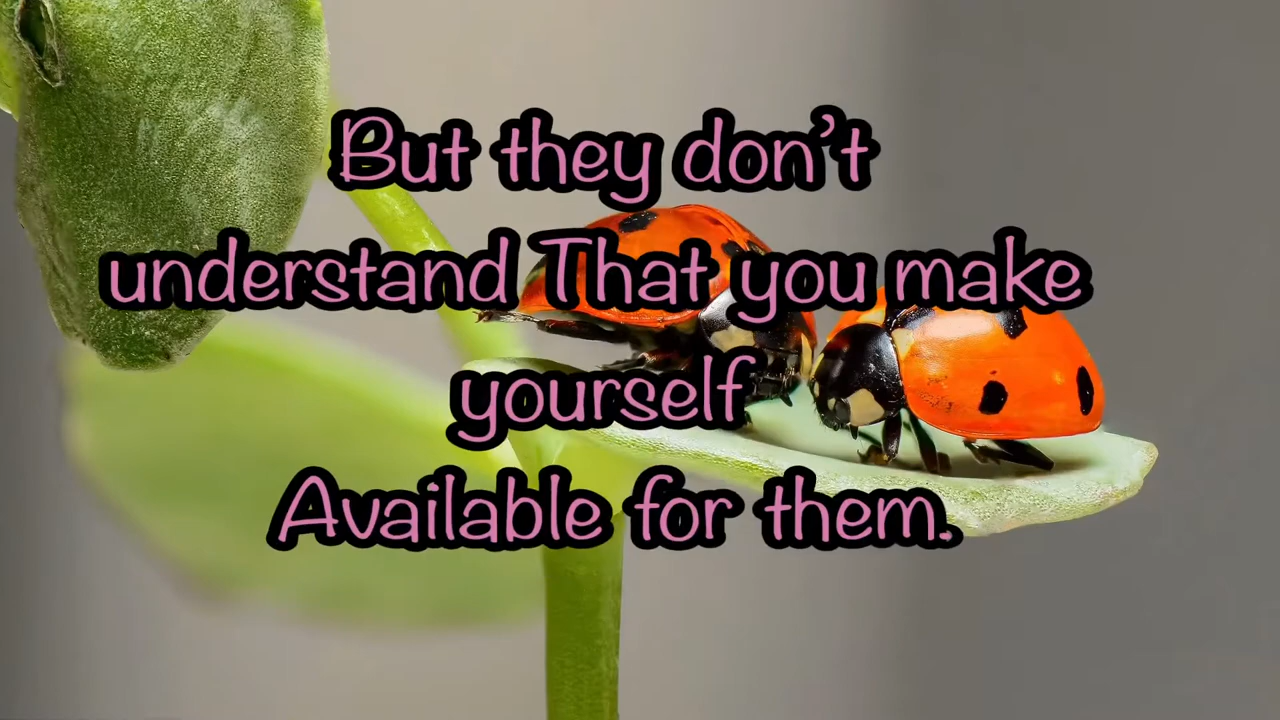 But they don't
understand That you make
yourself
Available for them.